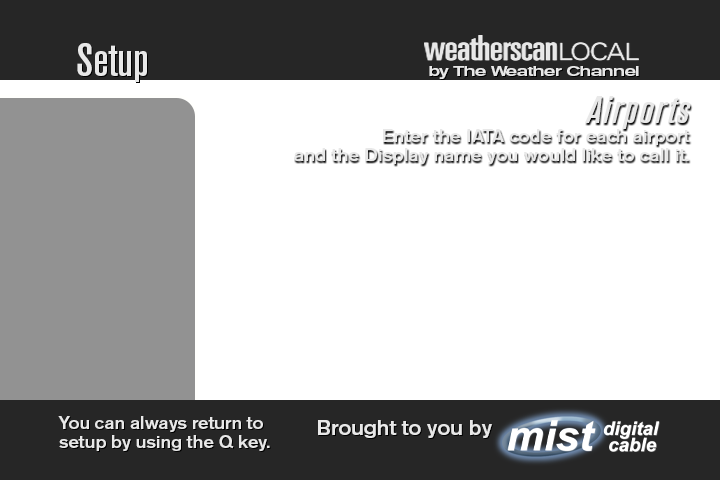 Setup
weatherscanLOCAL
by The Weather Channel
Airports
Enter the IATA code for each airport
and the Display name you would like to call it.
You can always return to
setup by using the Q key.
Brought to you by
mist digital
cable